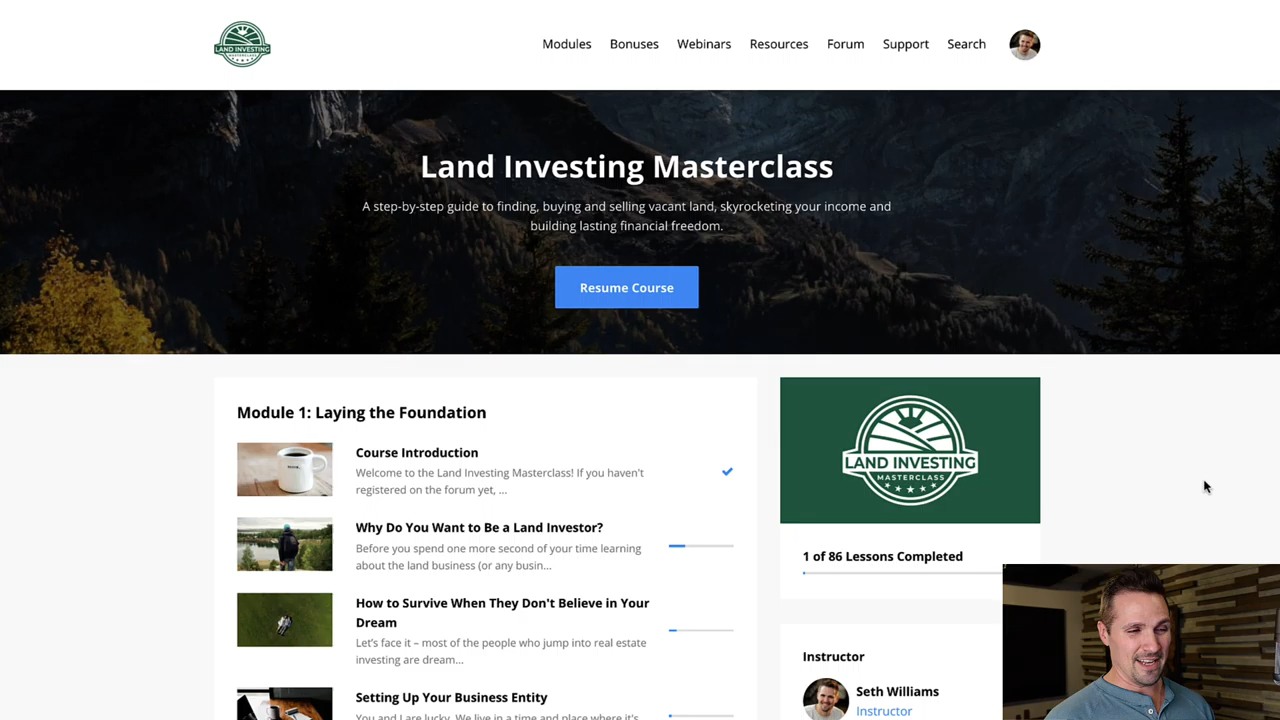 LAND INVESTING
MASTERCLASS
Modules Bonuses Webinars Resources Forum Support Search
Land Investing Masterclass
A step-by-step guide to finding, buying and selling vacant land, skyrocketing your income and
building lasting financial freedom.
Resume Course
Module 1: Laying the Foundation
Course Introduction
Welcome to the Land Investing Masterclass! If you haven't
registered on the forum yet, ...
Why Do You Want to Be a Land Investor?
Before you spend one more second of your time learning
about the land business (or any busin...
How to Survive When They Don't Believe in Your
Dream
Let's face it – most of the people who jump into real estate
investing are dream...
Setting Up Your Business Entity
You and I are lucky. We live in a time and place where it's
LAND INVESTING
MASTERCLASS
1 of 86 Lessons Completed
Instructor
Seth Williams
Instructor